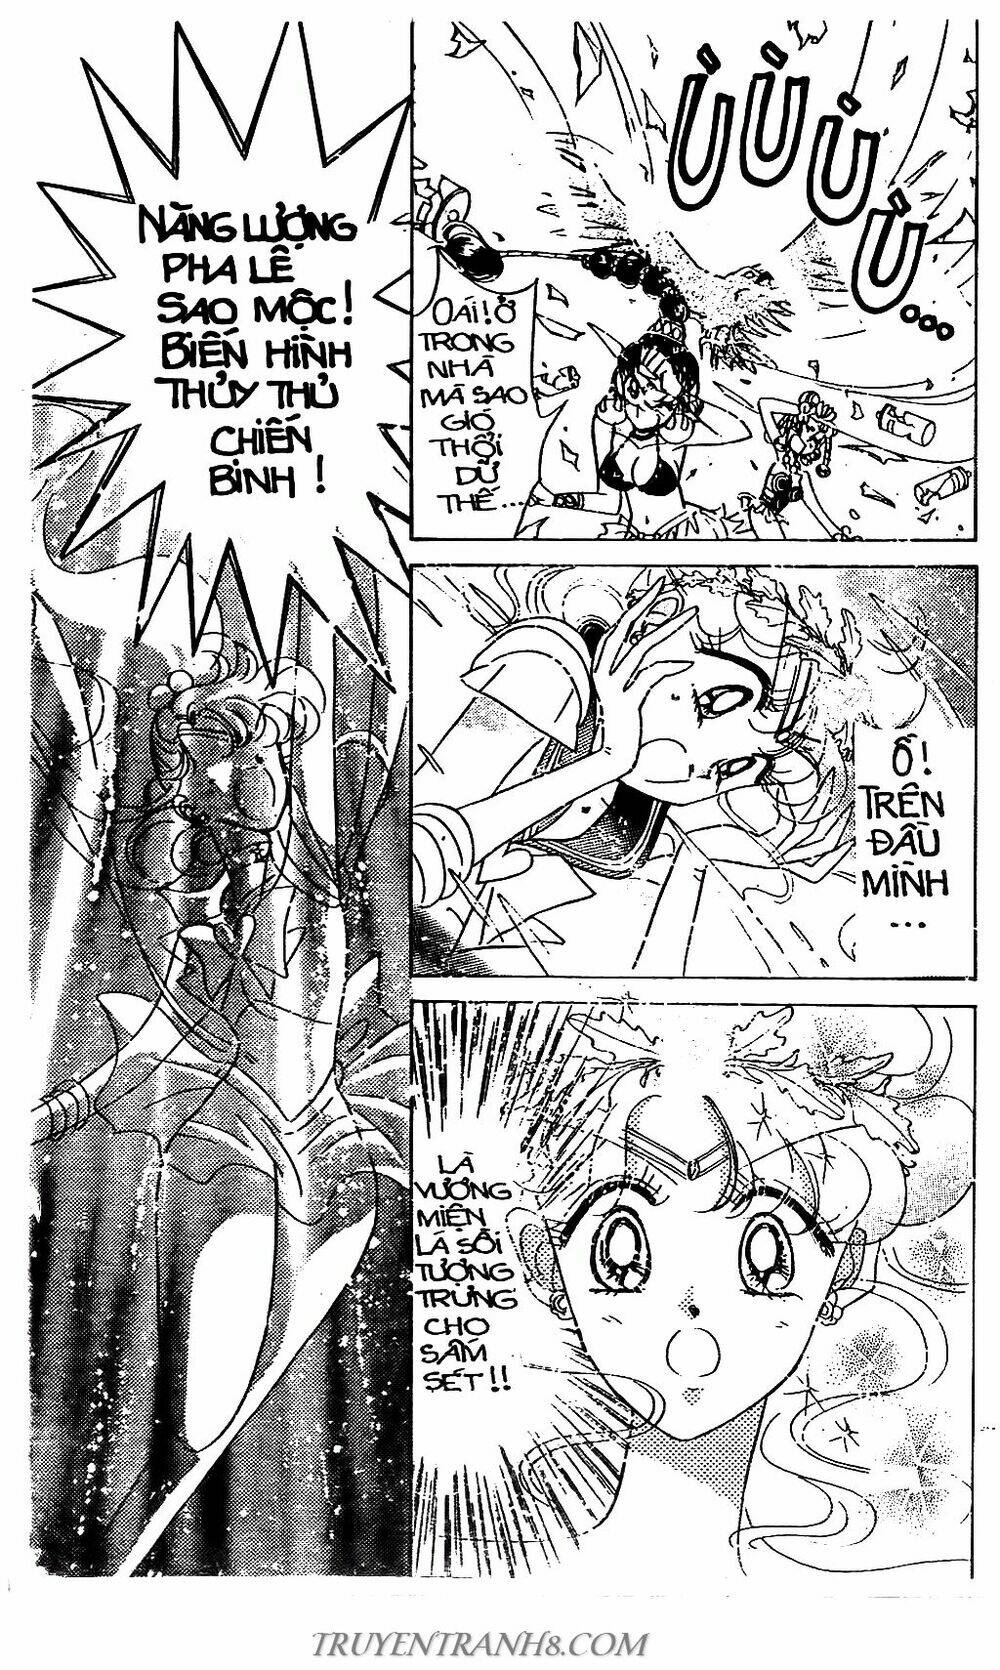 ÙÙÙÙ...
OÁI! Ở
TRONG
NHÀ
MÀ SAO
GIÓ
THỔI
DỮ
THẾ....
NĂNG LƯỢNG
PHA LÊ
SAO MỘC!
BIẾN HÌNH
THỦY THỦ
CHIẾN
BINH!
Ồ!
TRÊN
ĐẦU
MÌNH
...
LÀ
VƯƠNG
MIỆN
LÁ SỒI
TƯỢNG
TRƯNG
CHO
SẤM
SÉT!!
TRUYENTRANH8.COM